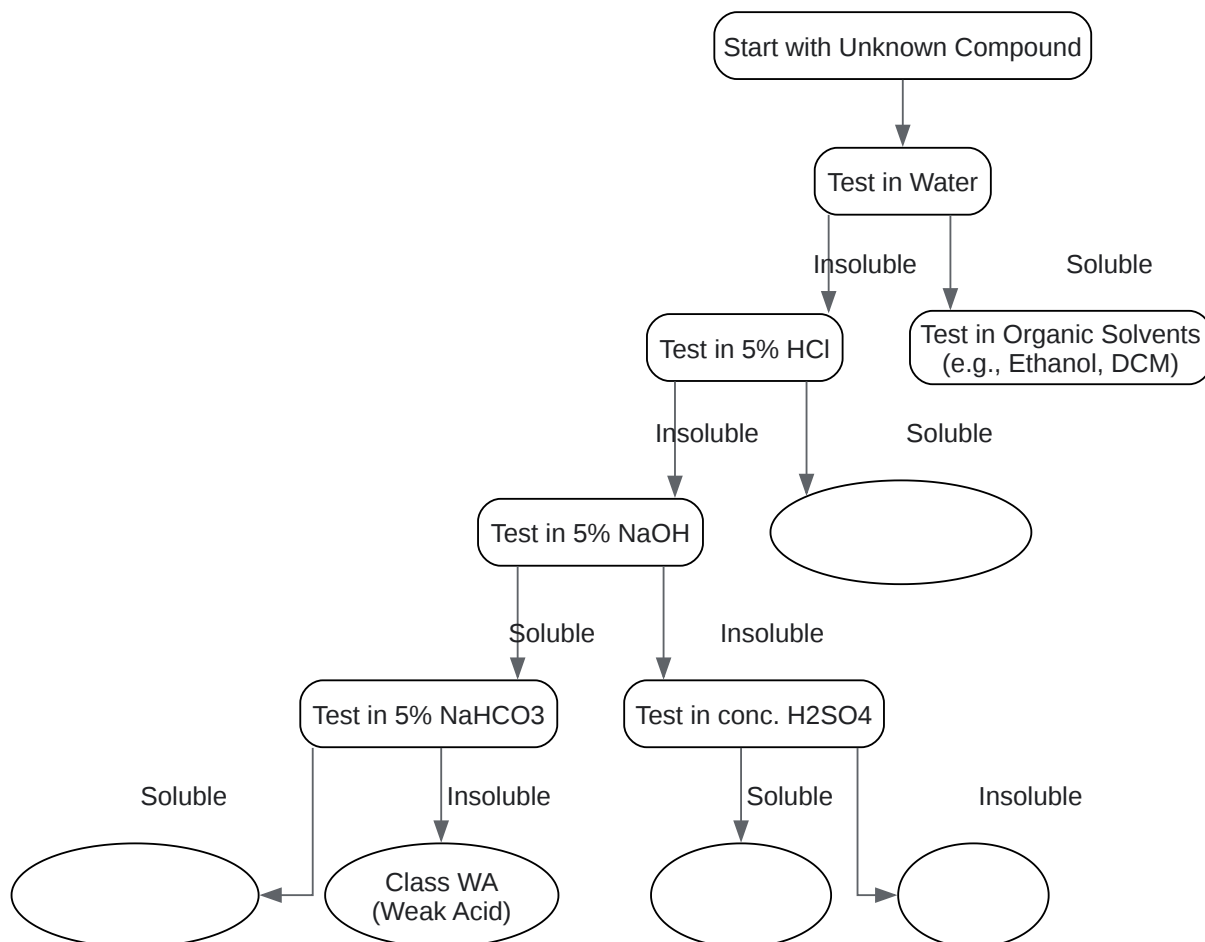 Start with Unknown Compound
Test in Water
Insoluble
Soluble
Test in 5% HCl
Test in Organic Solvents
(e.g., Ethanol, DCM)
Insoluble
Soluble
Test in 5% NaOH
Soluble
Insoluble
Test in 5% NaHCO3
Test in conc. H2SO4
Soluble
Insoluble
Soluble
Insoluble
Class WA
(Weak Acid)